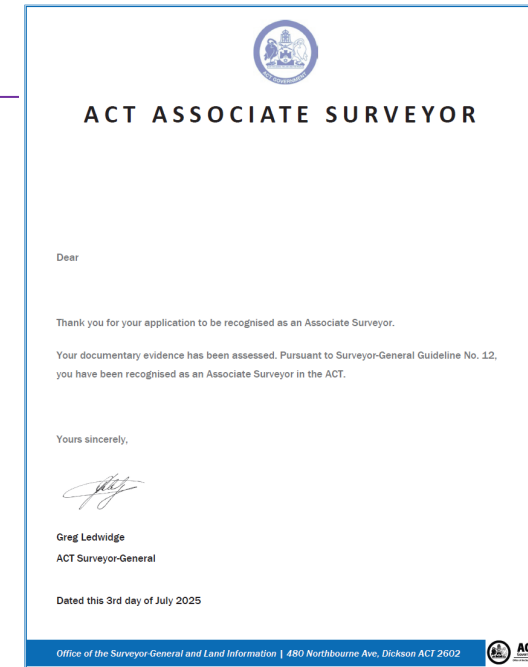 ACT GOVERNMENT
ACT ASSOCIATE SURVEYOR
Dear
Thank you for your application to be recognised as an Associate Surveyor.
Your documentary evidence has been assessed. Pursuant to Surveyor-General Guideline No. 12,
you have been recognised as an Associate Surveyor in the ACT.
Yours sincerely,
Greg Ledwidge
ACT Surveyor-General
Dated this 3rd day of July 2025
Office of the Surveyor-General and Land Information | 480 Northbourne Ave, Dickson ACT 2602